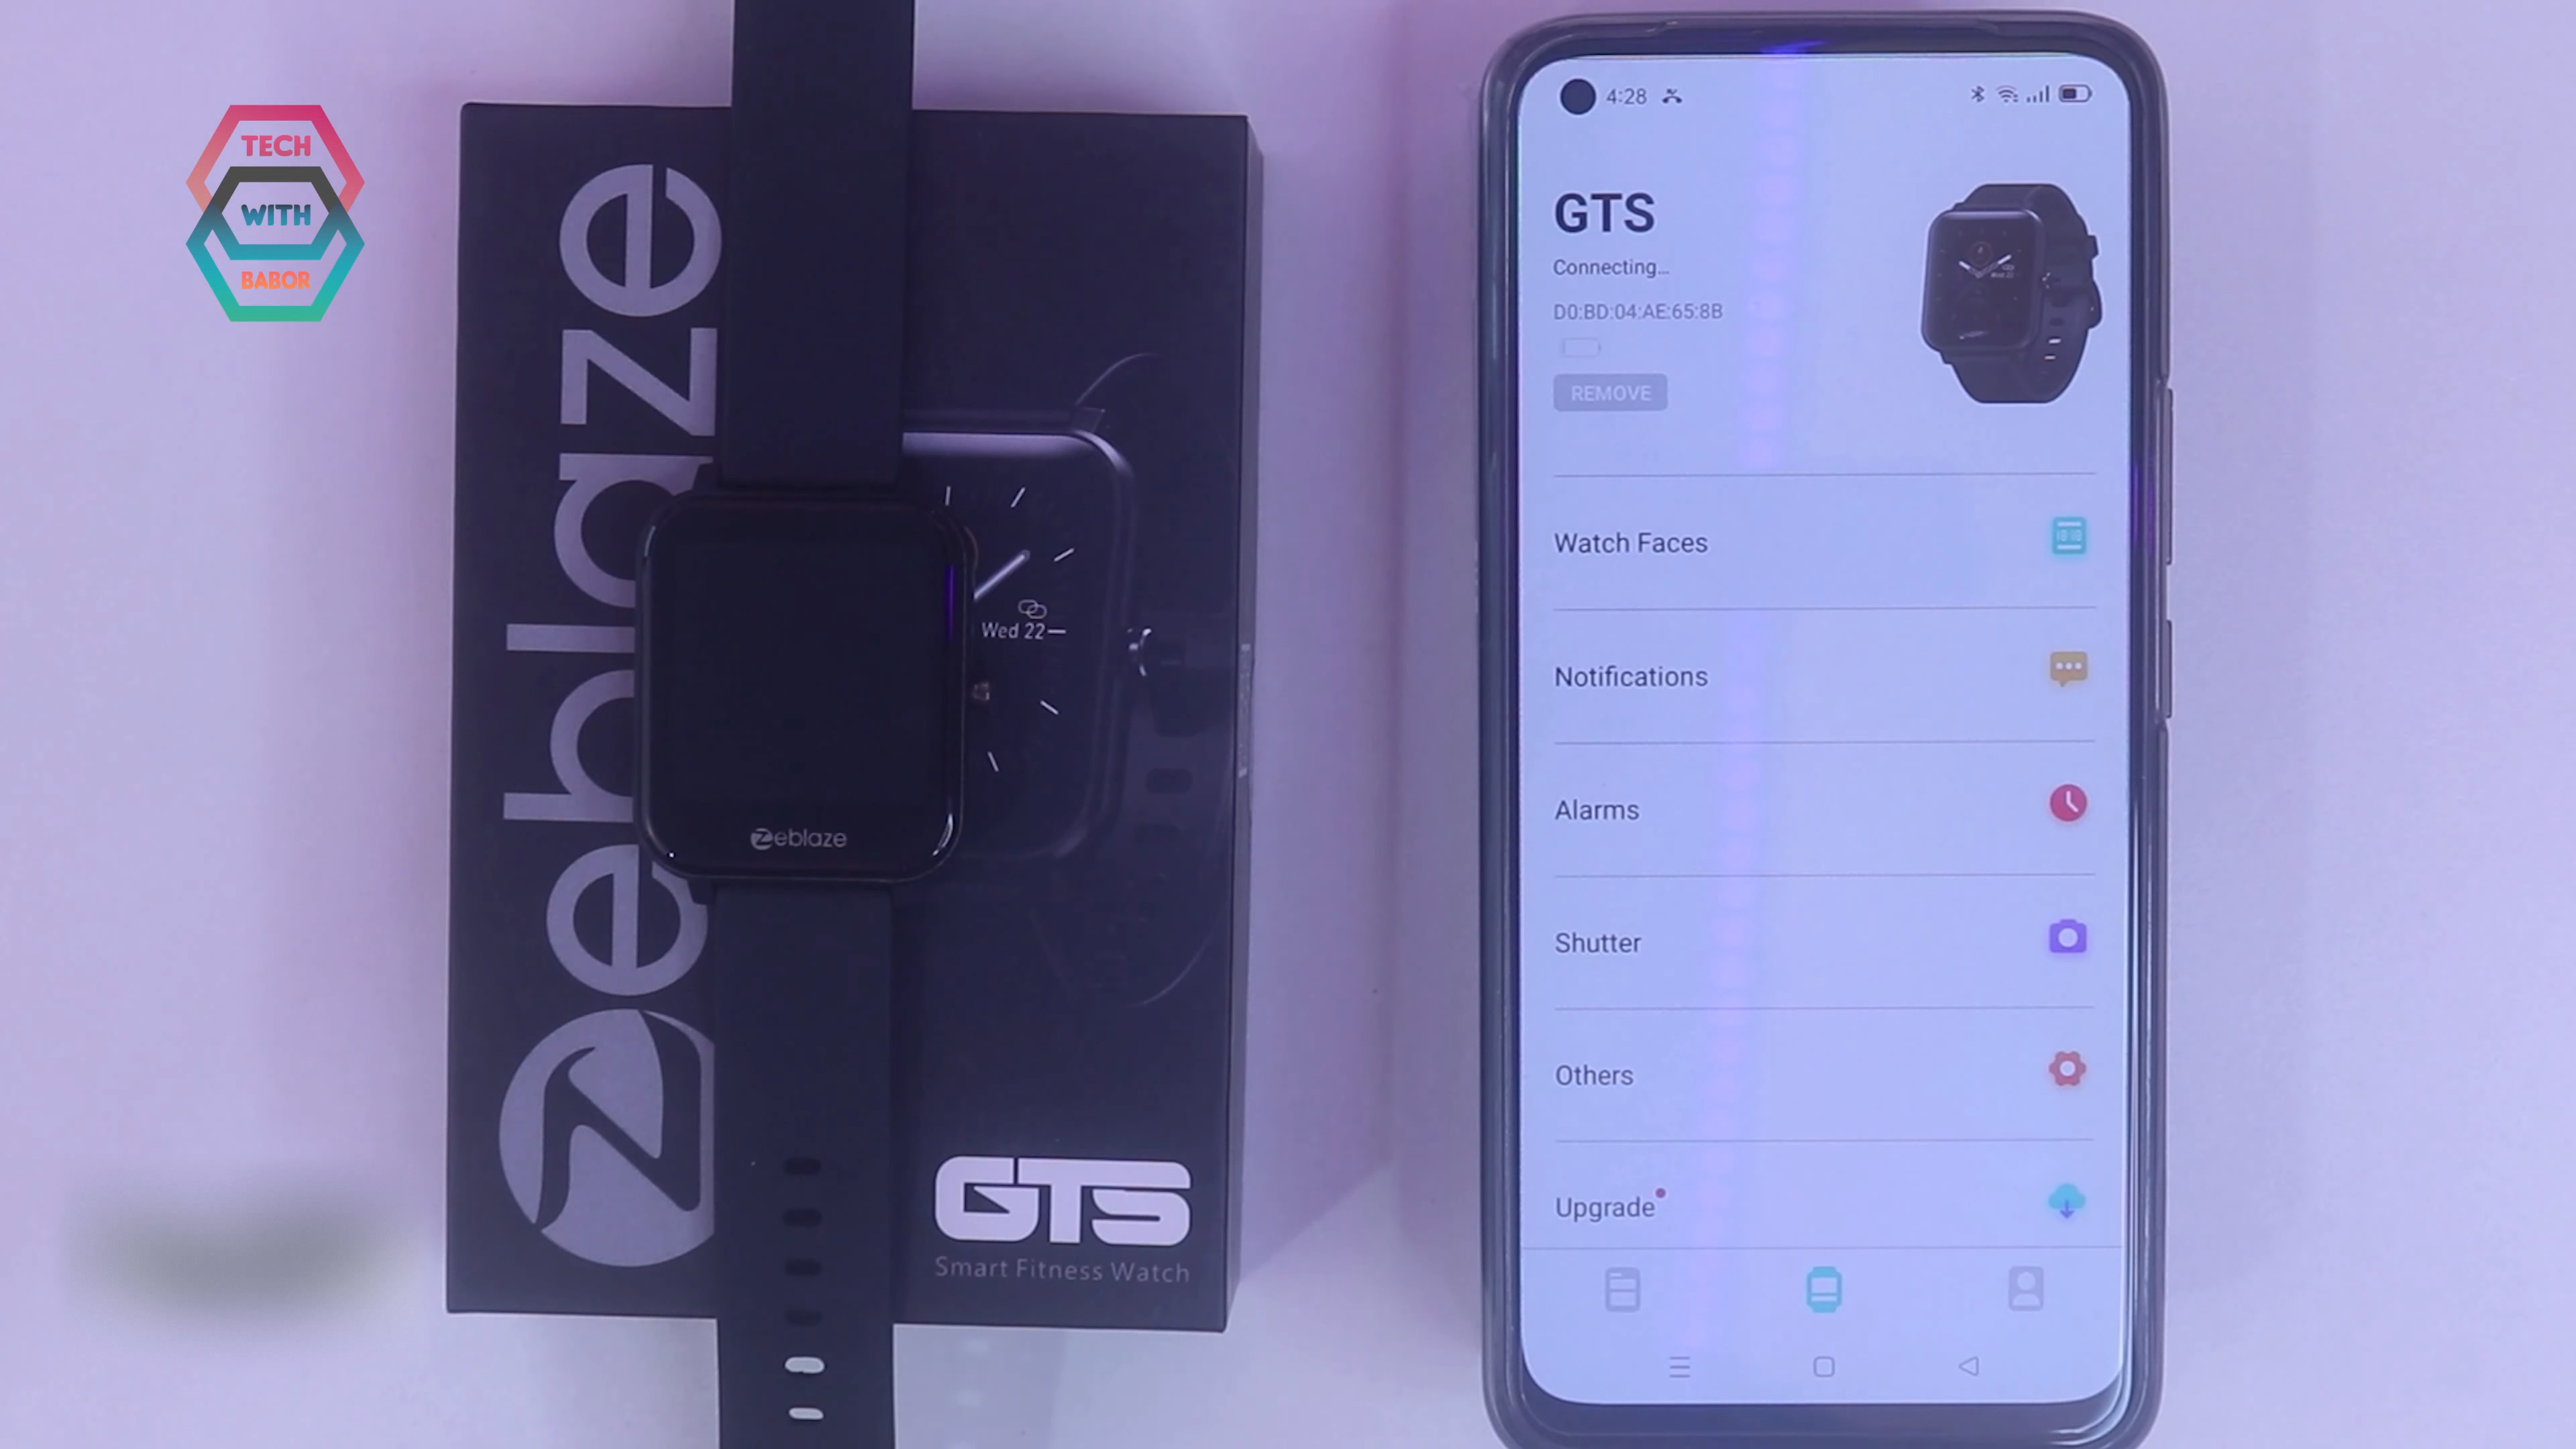 TECH
WITH
BABOR
zeblaze
Wed 22
zeblaze
GTS
Smart Fitness Watch
4:28
GTS
Connecting...
D0:BD:04:AE:65:8B
REMOVE
Watch Faces
Notifications
Alarms
Shutter
Others
Upgrade